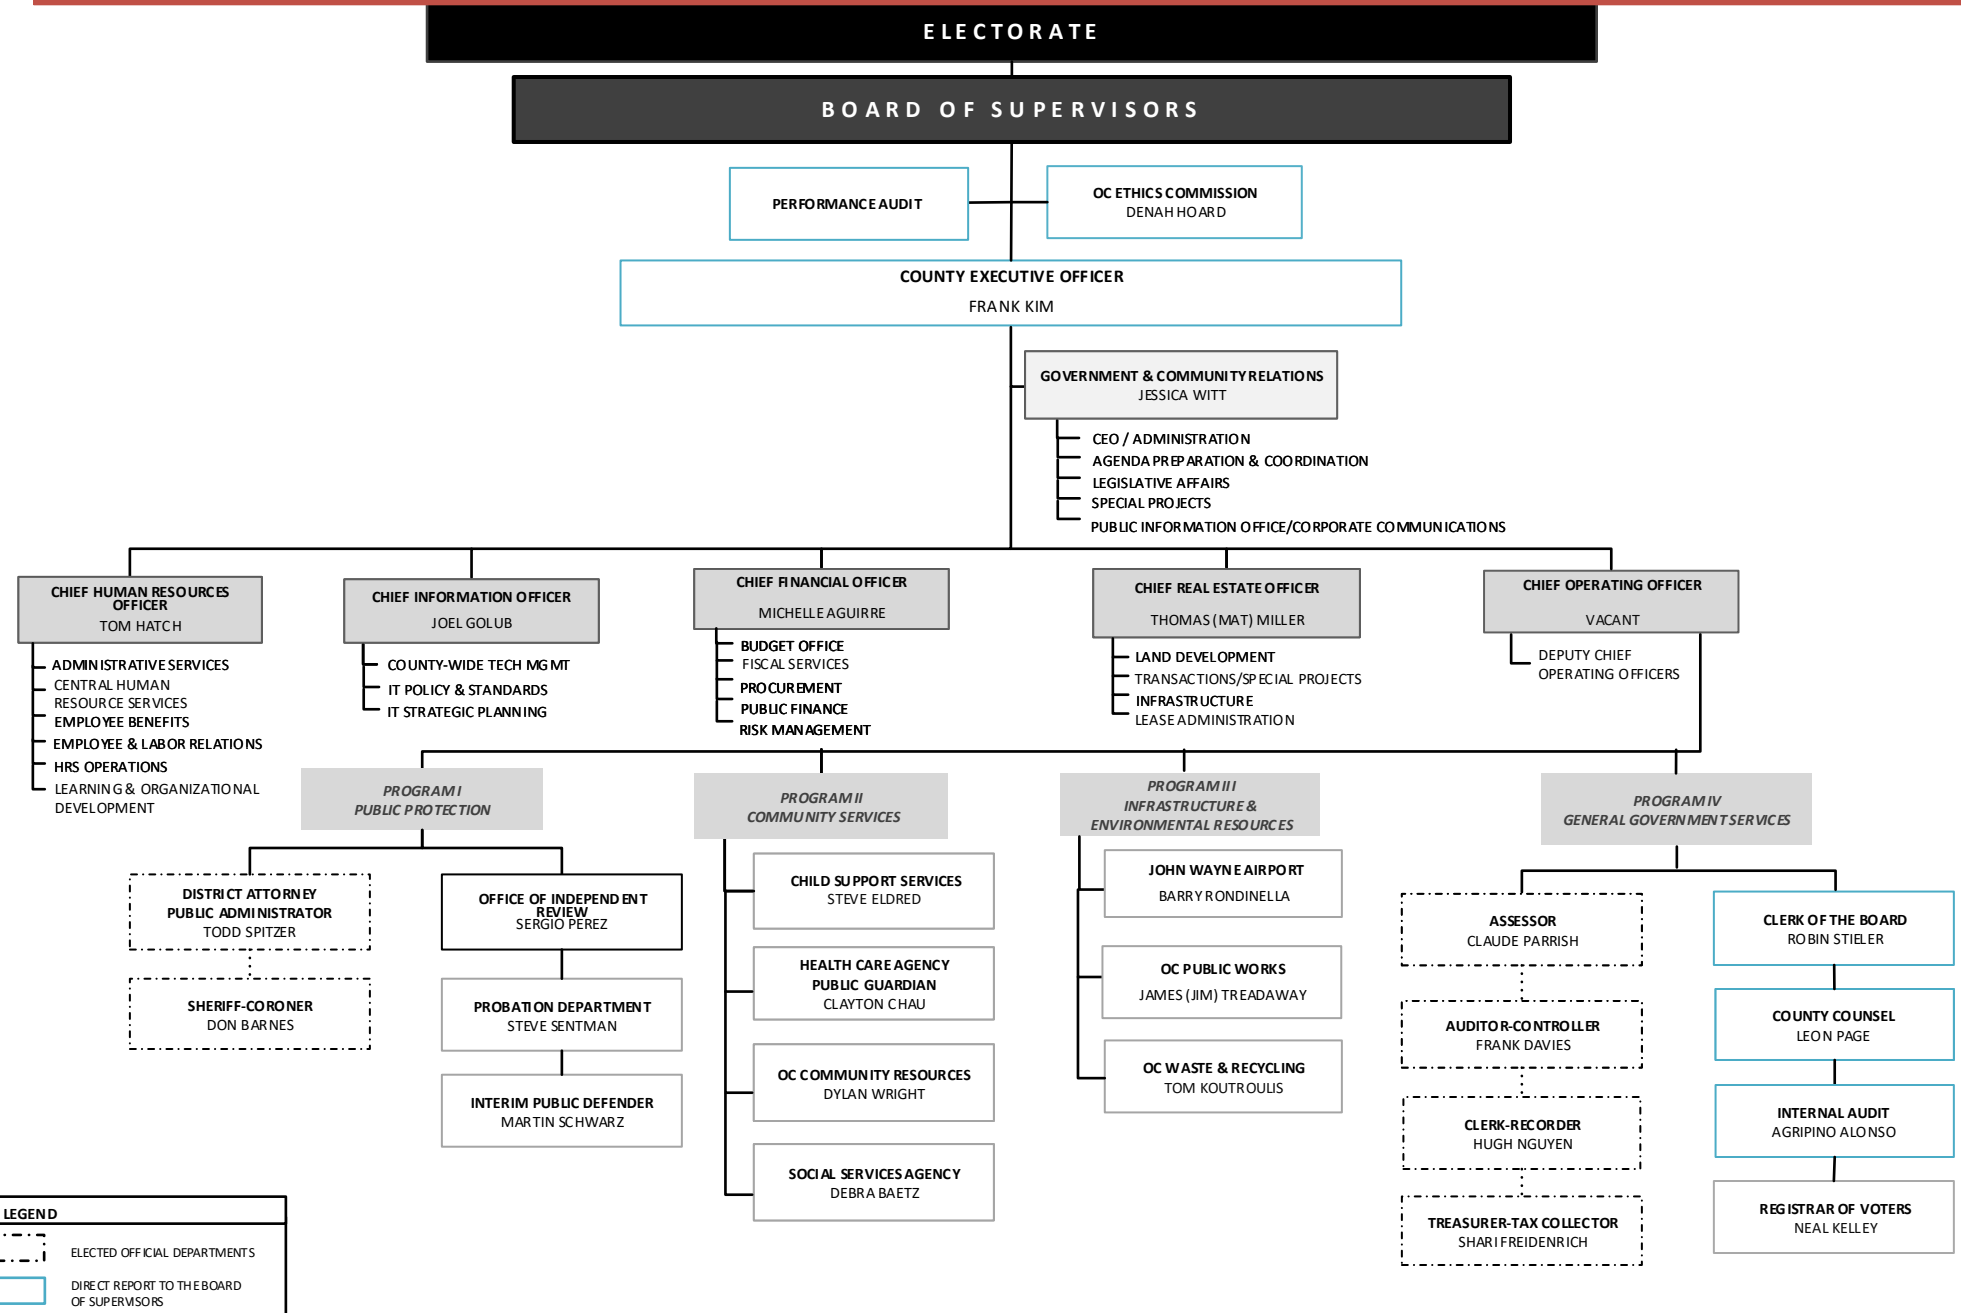 ELECTORATE
BOARD OF SUPERVISORS
PERFORMANCE AUDIT
OC ETHICS COMMISSION
DENAH HOARD
COUNTY EXECUTIVE OFFICER
FRANK KIM
GOVERNMENT & COMMUNITY RELATIONS
JESSICA WITT
CEO / ADMINISTRATION
AGENDA PREPARATION & COORDINATION
LEGISLATIVE AFFAIRS
SPECIAL PROJECTS
PUBLIC INFORMATION OFFICE/CORPORATE COMMUNICATIONS
CHIEF HUMAN RESOURCES
OFFICER
TOM HATCH
ADMINISTRATIVE SERVICES
CENTRAL HUMAN
RESOURCE SERVICES
EMPLOYEE BENEFITS
EMPLOYEE & LABOR RELATIONS
HRS OPERATIONS
LEARNING & ORGANIZATIONAL
DEVELOPMENT
CHIEF INFORMATION OFFICER
JOEL GOLUB
COUNTY-WIDE TECH MGMT
IT POLICY & STANDARDS
IT STRATEGIC PLANNING
CHIEF FINANCIAL OFFICER
MICHELLE AGUIRRE
BUDGET OFFICE
FISCAL SERVICES
PROCUREMENT
PUBLIC FINANCE
RISK MANAGEMENT
CHIEF REAL ESTATE OFFICER
THOMAS (MAT) MILLER
LAND DEVELOPMENT
TRANSACTIONS/SPECIAL PROJECTS
INFRASTRUCTURE
LEASE ADMINISTRATION
CHIEF OPERATING OFFICER
VACANT
DEPUTY CHIEF
OPERATING OFFICERS
PROGRAM I
PUBLIC PROTECTION
DISTRICT ATTORNEY
PUBLIC ADMINISTRATOR
TODD SPITZER
SHERIFF-CORONER
DON BARNES
OFFICE OF INDEPENDENT
REVIEW
SERGIO PEREZ
PROBATION DEPARTMENT
STEVE SENTMAN
INTERIM PUBLIC DEFENDER
MARTIN SCHWARZ
PROGRAM II
COMMUNITY SERVICES
CHILD SUPPORT SERVICES
STEVE ELDRED
HEALTH CARE AGENCY
PUBLIC GUARDIAN
CLAYTON CHAU
OC COMMUNITY RESOURCES
DYLAN WRIGHT
SOCIAL SERVICES AGENCY
DEBRA BAETZ
PROGRAM III
INFRASTRUCTURE &
ENVIRONMENTAL RESOURCES
JOHN WAYNE AIRPORT
BARRY RONDINELLA
OC PUBLIC WORKS
JAMES (JIM) TREADAWAY
OC WASTE & RECYCLING
TOM KOUTROULIS
PROGRAM IV
GENERAL GOVERNMENT SERVICES
ASSESSOR
CLAUDE PARRISH
AUDITOR-CONTROLLER
FRANK DAVIES
CLERK-RECORDER
HUGH NGUYEN
TREASURER-TAX COLLECTOR
SHARI FREIDENRICH
CLERK OF THE BOARD
ROBIN STIELER
COUNTY COUNSEL
LEON PAGE
INTERNAL AUDIT
AGRIPINO ALONSO
REGISTRAR OF VOTERS
NEAL KELLEY
LEGEND
ELECTED OFFICIAL DEPARTMENTS
DIRECT REPORT TO THE BOARD
OF SUPERVISORS